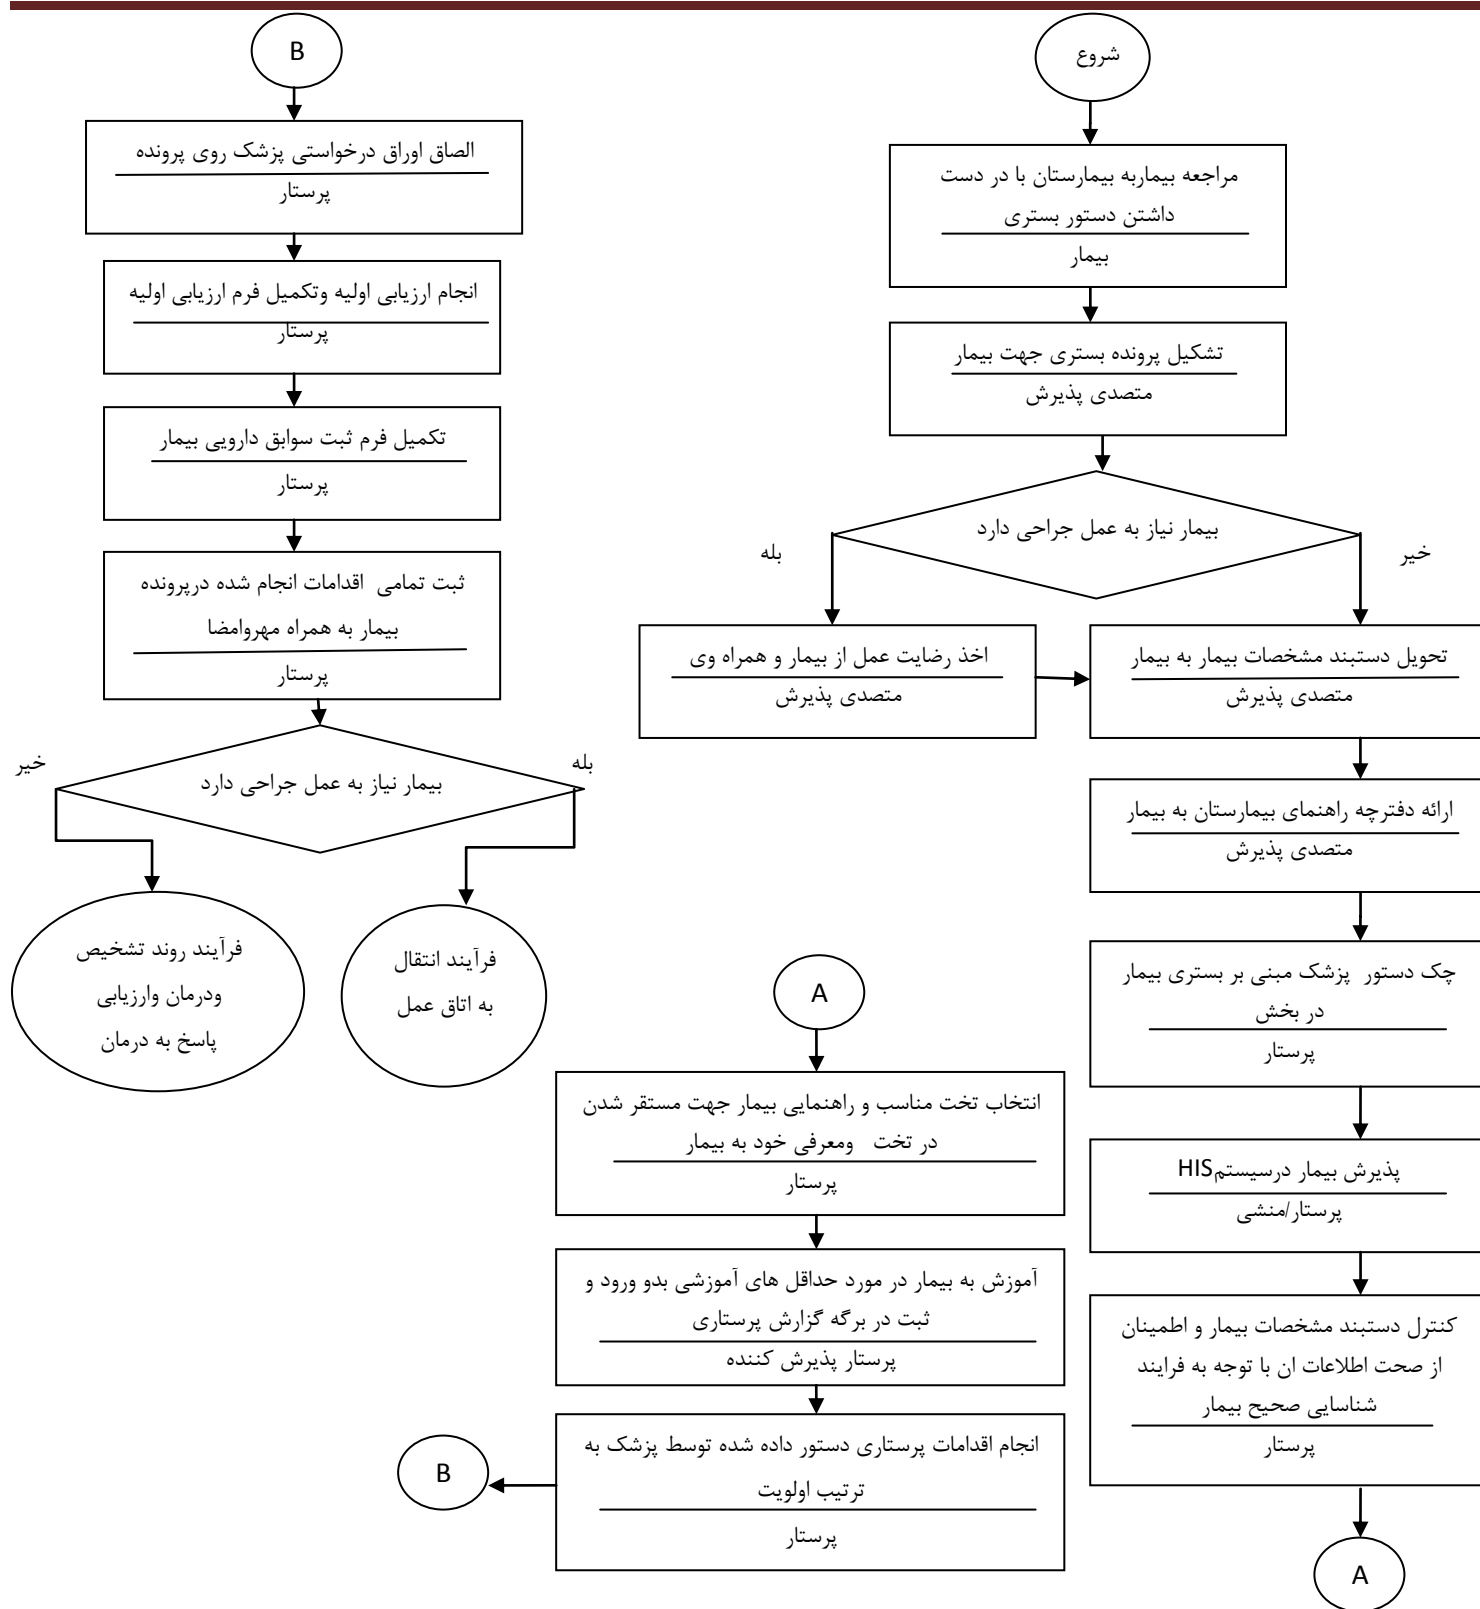 شروع
مراجعه بیماربه بیمارستان با در دست
داشتن دستور بستری
بیمار
تشکیل پرونده بستری جهت بیمار
متصدی پذیرش
بیمار نیاز به عمل جراحی دارد
خیر
بله
اخذ رضایت عمل از بیمار و همراه وی
متصدی پذیرش
تحویل دستبند مشخصات بیمار به بیمار
متصدی پذیرش
ارائه دفترچه راهنمای بیمارستان به بیمار
متصدی پذیرش
چک دستور پزشک مبنی بر بستری بیمار
در بخش
پرستار
پذیرش بیمار درسیستمHIS
پرستار/منشی
کنترل دستبند مشخصات بیمار و اطمینان
از صحت اطلاعات ان با توجه به فرایند
شناسایی صحیح بیمار
پرستار
A
A
انتخاب تخت مناسب و راهنمایی بیمار جهت مستقر شدن
در تخت ومعرفی خود به بیمار
پرستار
آموزش به بیمار در مورد حداقل های آموزشی بدو ورود و
ثبت در برگه گزارش پرستاری
پرستار پذیرش کننده
انجام اقدامات پرستاری دستور داده شده توسط پزشک به
ترتیب اولویت
پرستار
B
B
الصاق اوراق درخواستی پزشک روی پرونده
پرستار
انجام ارزیابی اولیه وتکمیل فرم ارزیابی اولیه
پرستار
تکمیل فرم ثبت سوابق دارویی بیمار
پرستار
ثبت تمامی اقدامات انجام شده درپرونده
بیمار به همراه مهروامضا
پرستار
بیمار نیاز به عمل جراحی دارد
بله
خیر
فرآیند انتقال
به اتاق عمل
فرآیند روند تشخیص
ودرمان وارزیابی
پاسخ به درمان